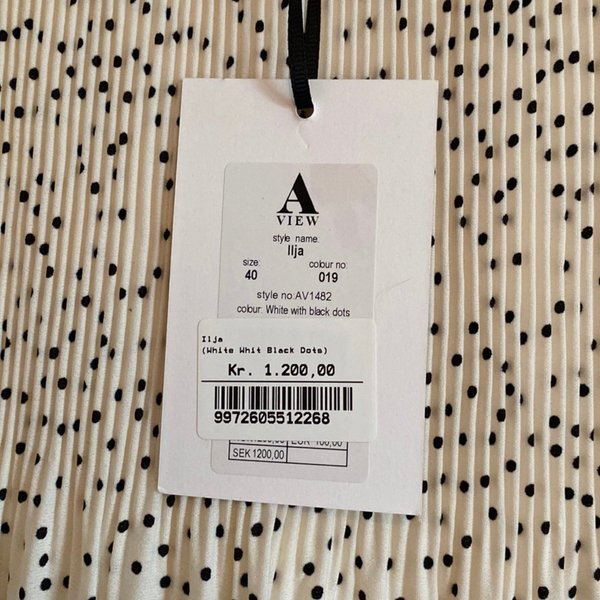 A
VIEW
style name:
Ilja
size: colour no:
40 019
style no:AV1482
colour: White with black dots
Ilja
(White Whit Black Dots)
Kr. 1.200,00
9972605512268
SEK 1200,00